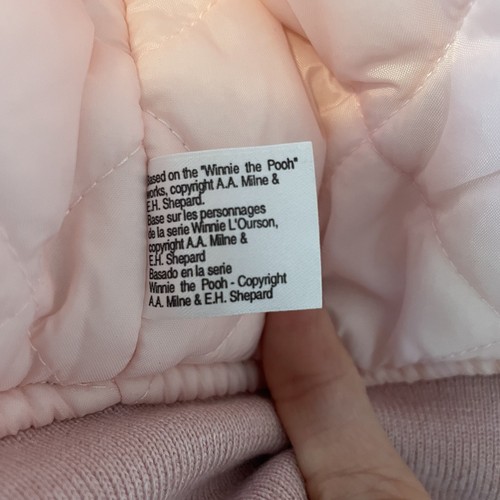 Based on the "Winnie the Pooh"
works, copyright A.A. Milne &
E.H. Shepard.
Base sur les personnages
de la serie Winnie L'Ourson,
copyright A.A. Milne &
E.H. Shepard
Basado en la serie
Winnie the Pooh - Copyright
A.A. Milne & E.H. Shepard